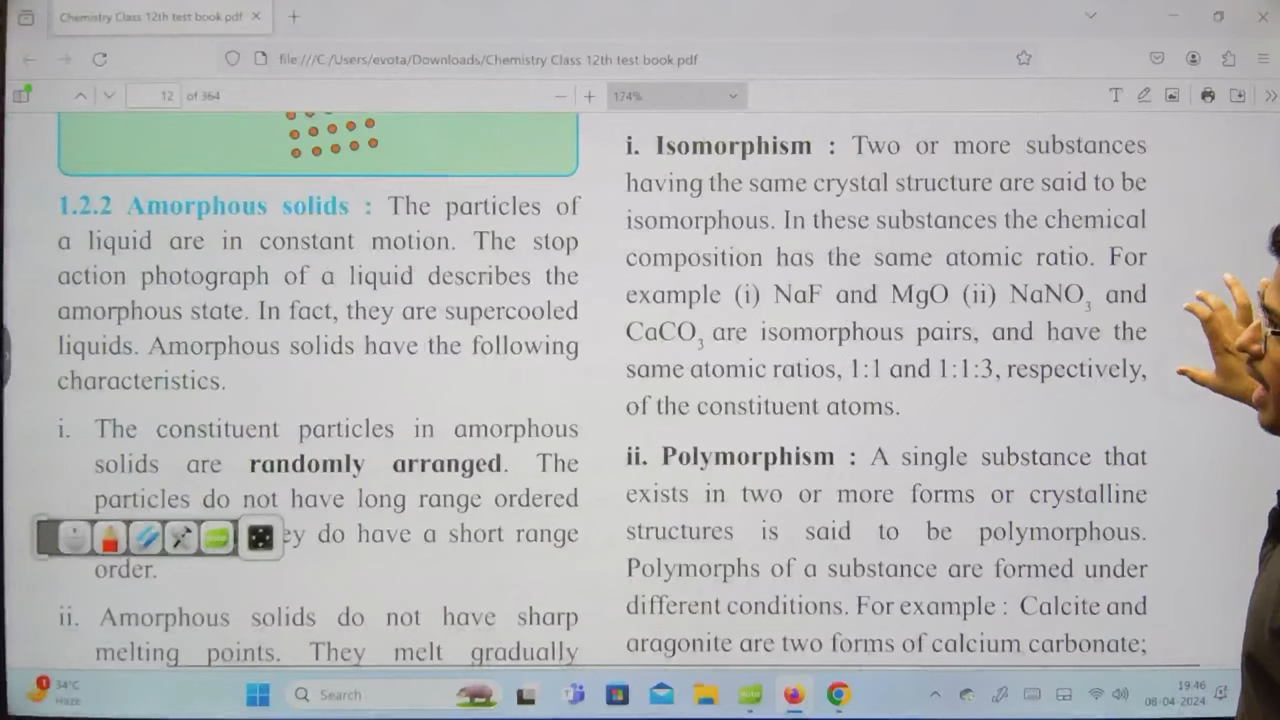 Chemistry Class 12th test book pdf
file:///C:/Users/evota/Downloads/Chemistry Class 12th test book pdf
12 of 364
174%
1.2.2 Amorphous solids : The particles of
a liquid are in constant motion. The stop
action photograph of a liquid describes the
amorphous state. In fact, they are supercooled
liquids. Amorphous solids have the following
characteristics.
i. The constituent particles in amorphous
solids are randomly arranged. The
particles do not have long range ordered
ey do have a short range
order.
ii. Amorphous solids do not have sharp
melting points. They melt gradually
i. Isomorphism : Two or more substances
having the same crystal structure are said to be
isomorphous. In these substances the chemical
composition has the same atomic ratio. For
example (i) NaF and MgO (ii) NaNO₃ and
CaCO₃ are isomorphous pairs, and have the
same atomic ratios, 1:1 and 1:1:3, respectively,
of the constituent atoms.
ii. Polymorphism : A single substance that
exists in two or more forms or crystalline
structures is said to be polymorphous.
Polymorphs of a substance are formed under
different conditions. For example : Calcite and
aragonite are two forms of calcium carbonate;
1
34°C
Haze
Search
19:46
08-04-2024